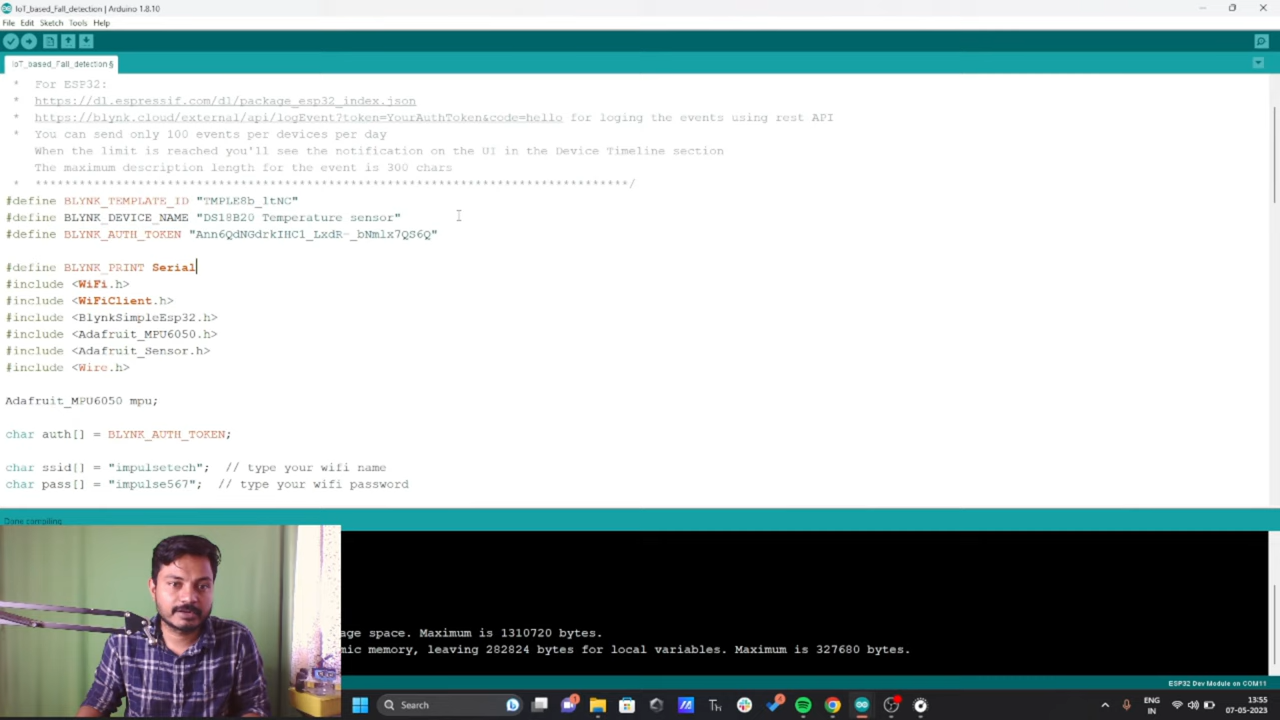 IoT_based_Fall_detection | Arduino 1.8.10
File Edit Sketch Tools Help
IoT_based_Fall_detection §
* For ESP32:
* https://dl.espressif.com/dl/package_esp32_index.json
* https://blynk.cloud/external/api/logEvent?token=YourAuthToken&code=hello for loging the events using rest API
* You can send only 100 events per devices per day
When the limit is reached you'll see the notification on the UI in the Device Timeline section
The maximum description length for the event is 300 chars
* *********************************************************************************/
#define BLYNK_TEMPLATE_ID "TMPLE8b_ltNC"
#define BLYNK_DEVICE_NAME "DS18B20 Temperature sensor"
#define BLYNK_AUTH_TOKEN "Ann6QdNGdrkIHC1_LxdR-_bNmlx7QS6Q"
#define BLYNK_PRINT Serial
#include <WiFi.h>
#include <WiFiClient.h>
#include <BlynkSimpleEsp32.h>
#include <Adafruit_MPU6050.h>
#include <Adafruit_Sensor.h>
#include <Wire.h>
Adafruit_MPU6050 mpu;
char auth[] = BLYNK_AUTH_TOKEN;
char ssid[] = "impulsetech";  // type your wifi name
char pass[] = "impulse567";  // type your wifi password
Done compiling.
age space. Maximum is 1310720 bytes.
mic memory, leaving 282824 bytes for local variables. Maximum is 327680 bytes.
ESP32 Dev Module on COM11
Search
Th
ENG
IN
13:55
07-05-2023